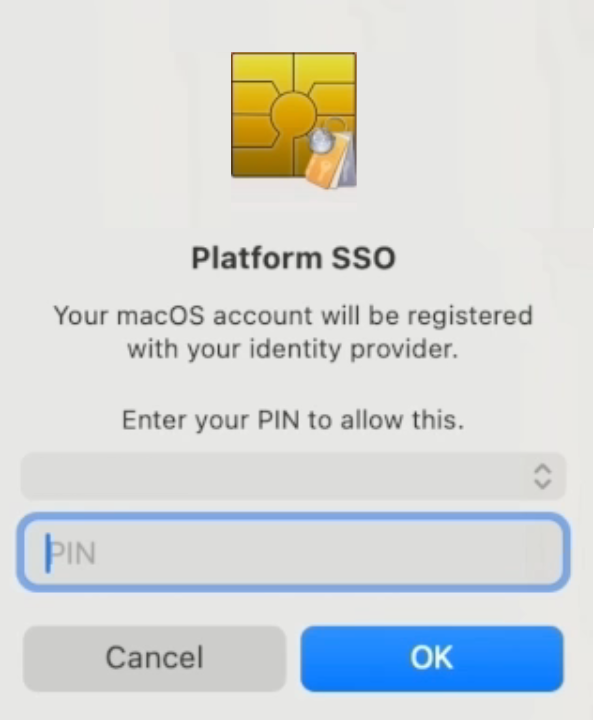 Platform SSO
Your macOS account will be registered
with your identity provider.
Enter your PIN to allow this.
PIN
Cancel
OK